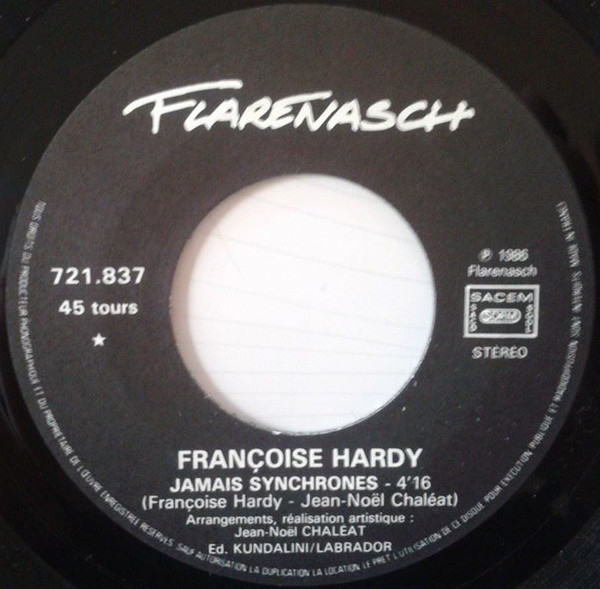 FLARENASCH
721.837
45 tours
℗ 1986
Flarenasch
SACEM
SDRM
STEREO
FRANÇOISE HARDY
JAMAIS SYNCHRONES - 4'16
(Françoise Hardy - Jean-Noël Chaléat)
Arrangements, réalisation artistique :
Jean-Noël CHALÉAT
Ed. KUNDALINI/LABRADOR
TOUS DROITS DU PRODUCTEUR PHONOGRAPHIQUE ET DU PROPRIETAIRE DE L'ŒUVRE ENREGISTREE RESERVES. SAUF AUTORISATION LA DUPLICATION LA LOCATION LE PRET L'UTILISATION DE CE DISQUE POUR EXECUTION PUBLIQUE ET RADIODIFFUSION SONT INTERDITS